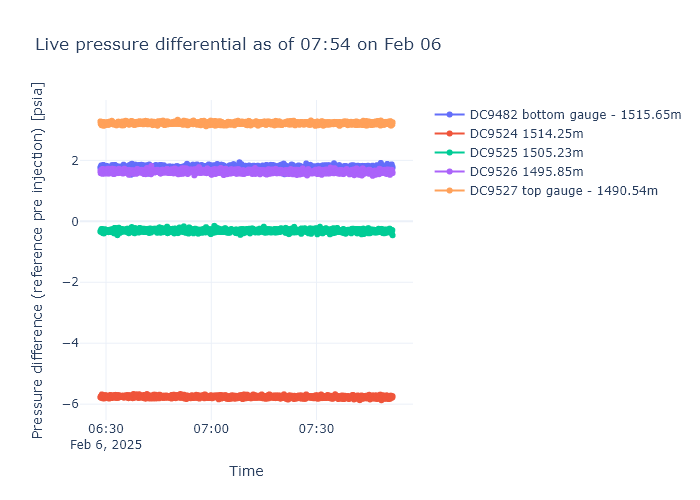 Live pressure differential as of 07:54 on Feb 06
Pressure difference (reference pre injection) [psia]
2
0
−2
−4
−6
06:30
Feb 6, 2025
07:00
07:30
Time
DC9482 bottom gauge - 1515.65m
DC9524 1514.25m
DC9525 1505.23m
DC9526 1495.85m
DC9527 top gauge - 1490.54m